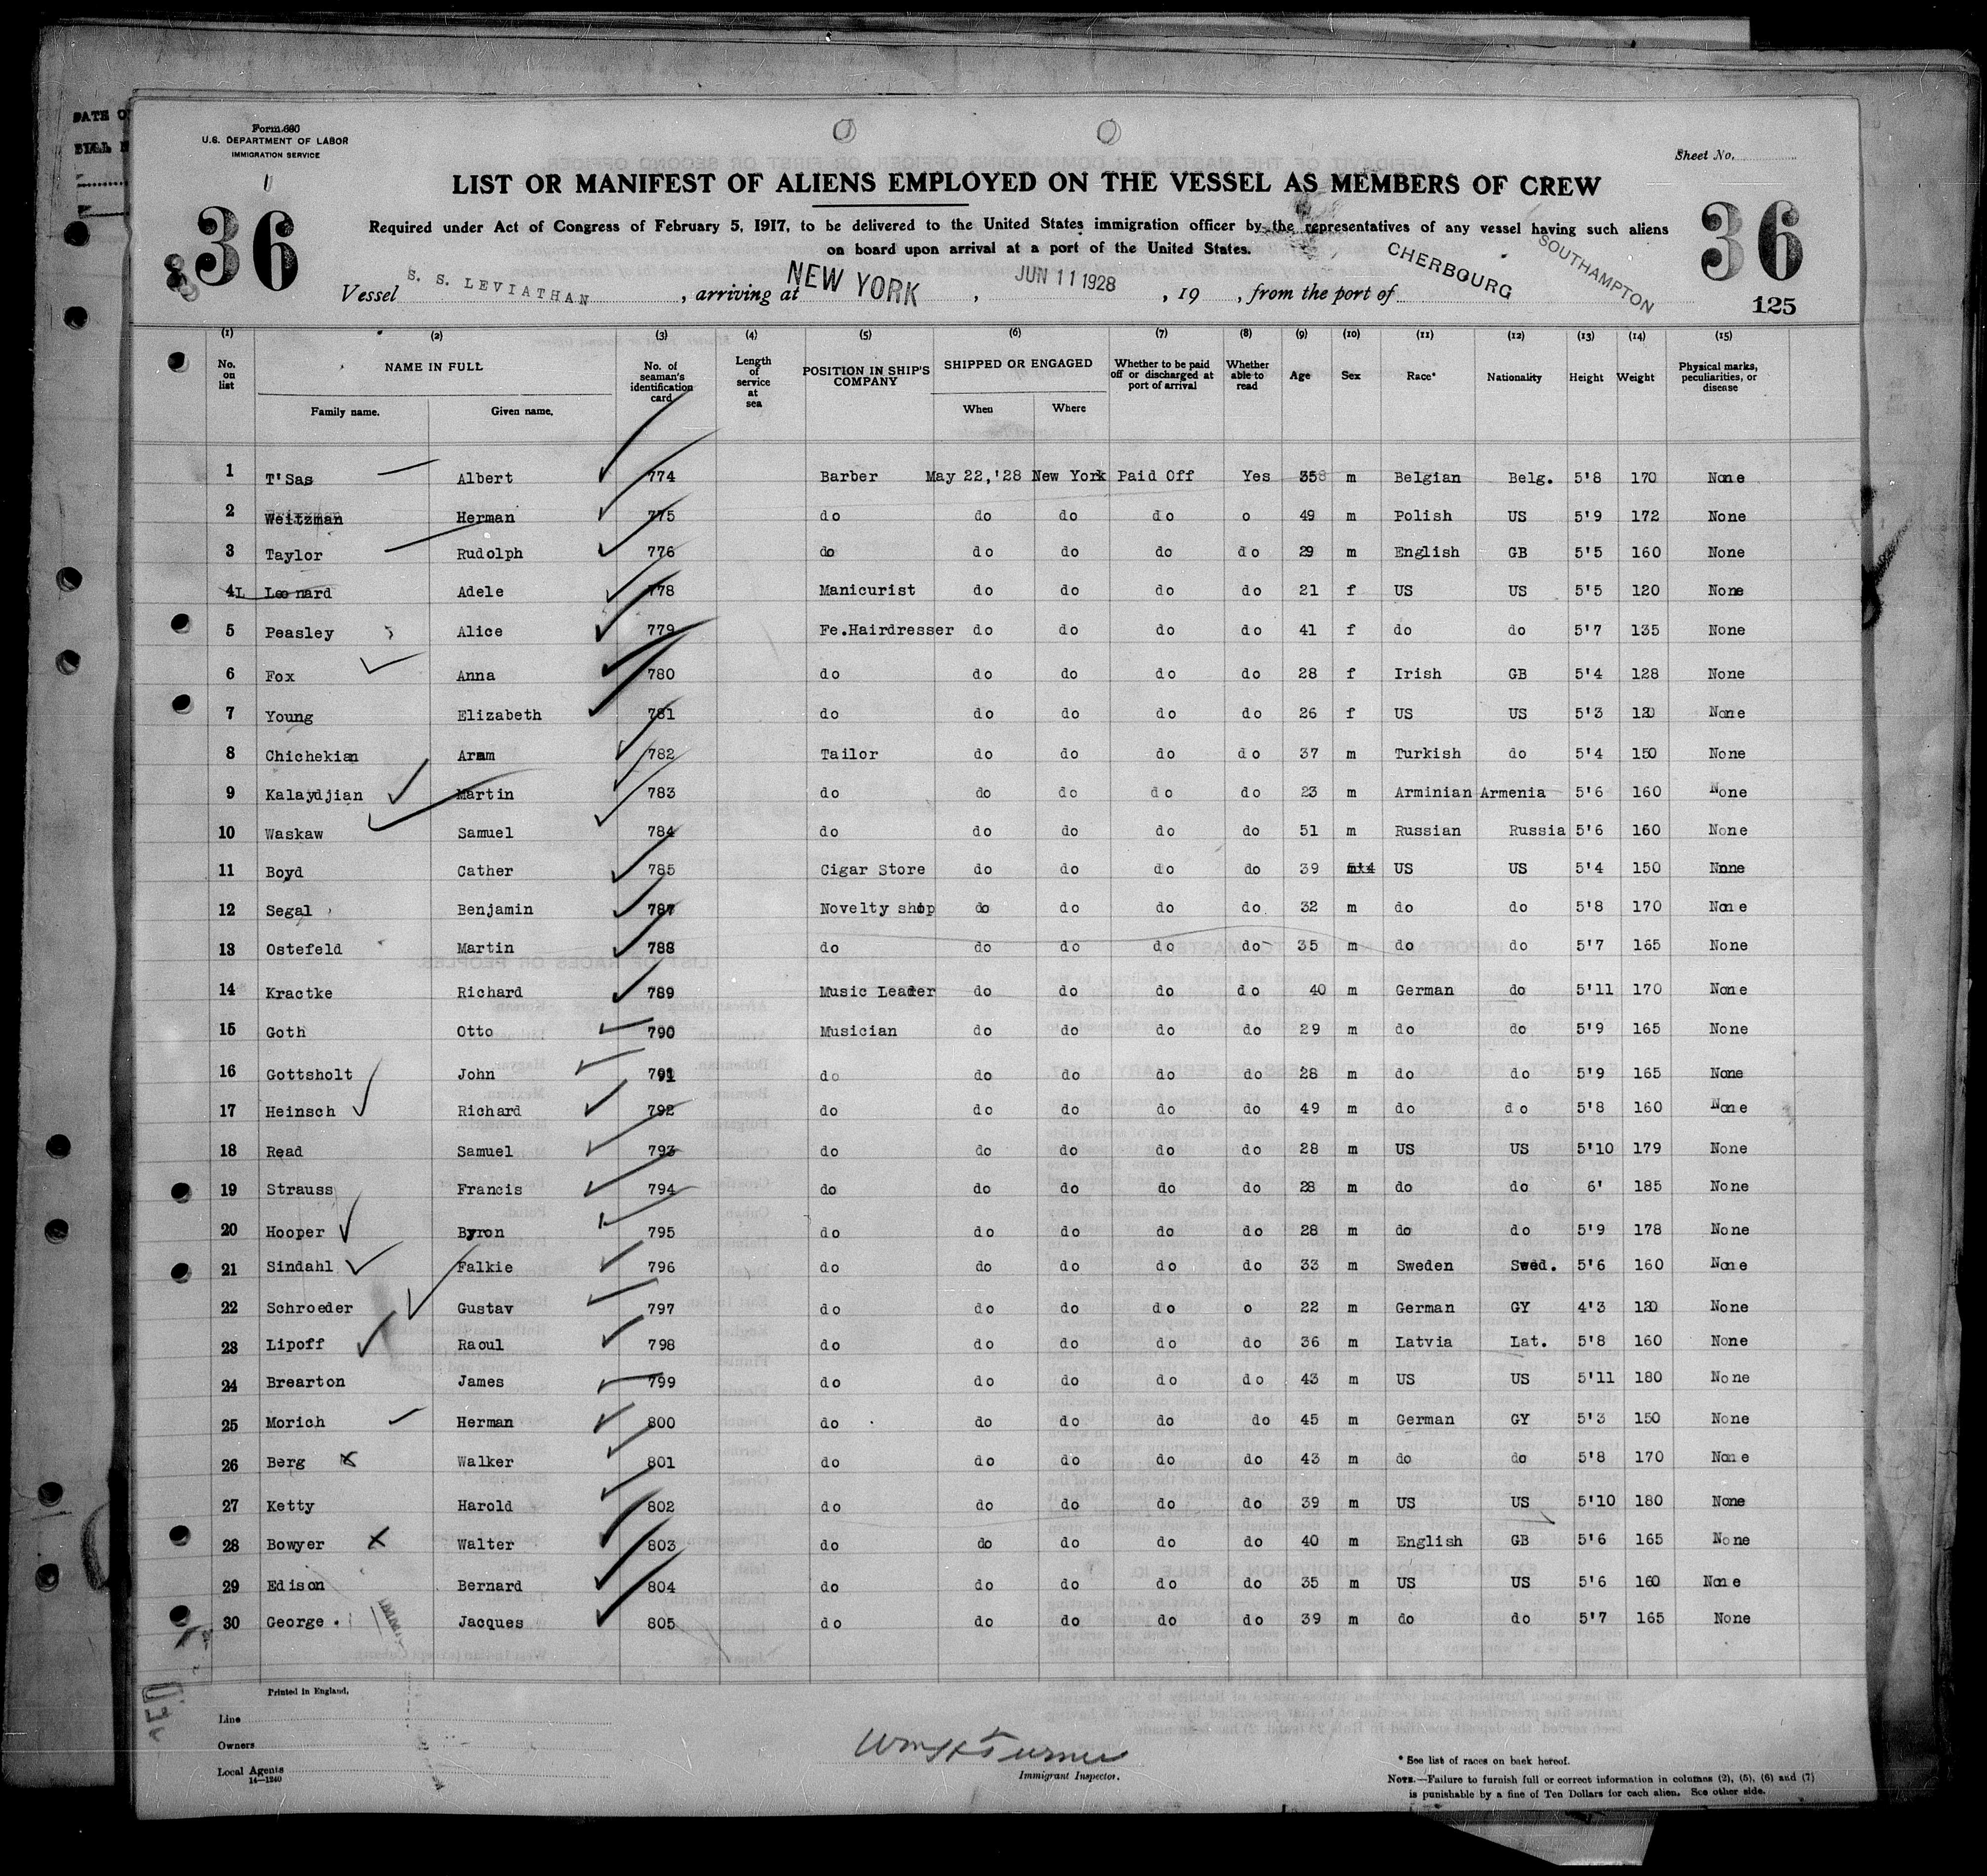 DATE O
BILL
Form 680
U.S. DEPARTMENT OF LABOR
IMMIGRATION SERVICE
Sheet No.
LIST OR MANIFEST OF ALIENS EMPLOYED ON THE VESSEL AS MEMBERS OF CREW
36 36
Required under Act of Congress of February 5, 1917, to be delivered to the United States immigration officer by the representatives of any vessel having such aliens
on board upon arrival at a port of the United States.
Vessel S. S. LEVIATHAN, arriving at NEW YORK, JUN 11 1928, 19 , from the port of CHERBOURG SOUTHAMPTON
125
(1) (2) (3) (4) (5) (6) (7) (8) (9) (10) (11) (12) (13) (14) (15)
No. on list NAME IN FULL No. of seaman's identification card Length of service at sea POSITION IN SHIP'S COMPANY SHIPPED OR ENGAGED Whether to be paid off or discharged at port of arrival Whether able to read Age Sex Race* Nationality Height Weight Physical marks, peculiarities, or disease
Family name. Given name. When Where
1 T'Sas Albert 774 Barber May 22,'28 New York Paid Off Yes 358 m Belgian Belg. 5'8 170 None
2 Weitzman Herman 775 do do do do o 49 m Polish US 5'9 172 None
3 Taylor Rudolph 776 do do do do do 29 m English GB 5'5 160 None
4L Leonard Adele 778 Manicurist do do do do 21 f US US 5'5 120 None
5 Peasley Alice 779 Fe.Hairdresser do do do do 41 f do do 5'7 135 None
6 Fox Anna 780 do do do do do 28 f Irish GB 5'4 128 None
7 Young Elizabeth 781 do do do do do 26 f US US 5'3 120 None
8 Chichekian Aram 782 Tailor do do do do 37 m Turkish do 5'4 150 None
9 Kalaydjian Martin 783 do do do do do 23 m Arminian Armenia 5'6 160 None
10 Waskaw Samuel 784 do do do do do 51 m Russian Russia 5'6 160 None
11 Boyd Cather 785 Cigar Store do do do do 39 5'4 US US 5'4 150 Nnne
12 Segal Benjamin 787 Novelty shop do do do do 32 m do do 5'8 170 None
13 Ostefeld Martin 788 do do do do do 35 m do do 5'7 165 None
14 Kractke Richard 789 Music Leader do do do do 40 m German do 5'11 170 None
15 Goth Otto 790 Musician do do do do 29 m do do 5'9 165 None
16 Gottsholt John 791 do do do do do 28 m do do 5'9 165 None
17 Heinsch Richard 792 do do do do do 49 m do do 5'8 160 None
18 Read Samuel 793 do do do do do 28 m US US 5'10 179 None
19 Strauss Francis 794 do do do do do 28 m do do 6' 185 None
20 Hooper Byron 795 do do do do do 28 m do do 5'9 178 None
21 Sindahl Falkie 796 do do do do do 33 m Sweden Swed. 5'6 160 None
22 Schroeder Gustav 797 do do do do o 22 m German GY 4'3 120 None
23 Lipoff Raoul 798 do do do do do 36 m Latvia Lat. 5'8 160 None
24 Brearton James 799 do do do do do 43 m US US 5'11 180 None
25 Morich Herman 800 do do do do do 45 m German GY 5'3 150 None
26 Berg Walker 801 do do do do do 43 m do do 5'8 170 None
27 Ketty Harold 802 do do do do do 39 m US US 5'10 180 None
28 Bowyer Walter 803 do do do do do 40 m English GB 5'6 165 None
29 Edison Bernard 804 do do do do do 35 m US US 5'6 160 None
30 George. Jacques 805 do do do do do 39 m do do 5'7 165 None
Printed in England.
Line
Owners
Local Agents
14—1240
Turner
Immigrant Inspector.
* See list of races on back hereof.
NOTE.—Failure to furnish full or correct information in columns (2), (5), (6) and (7)
is punishable by a fine of Ten Dollars for each alien. See other side.